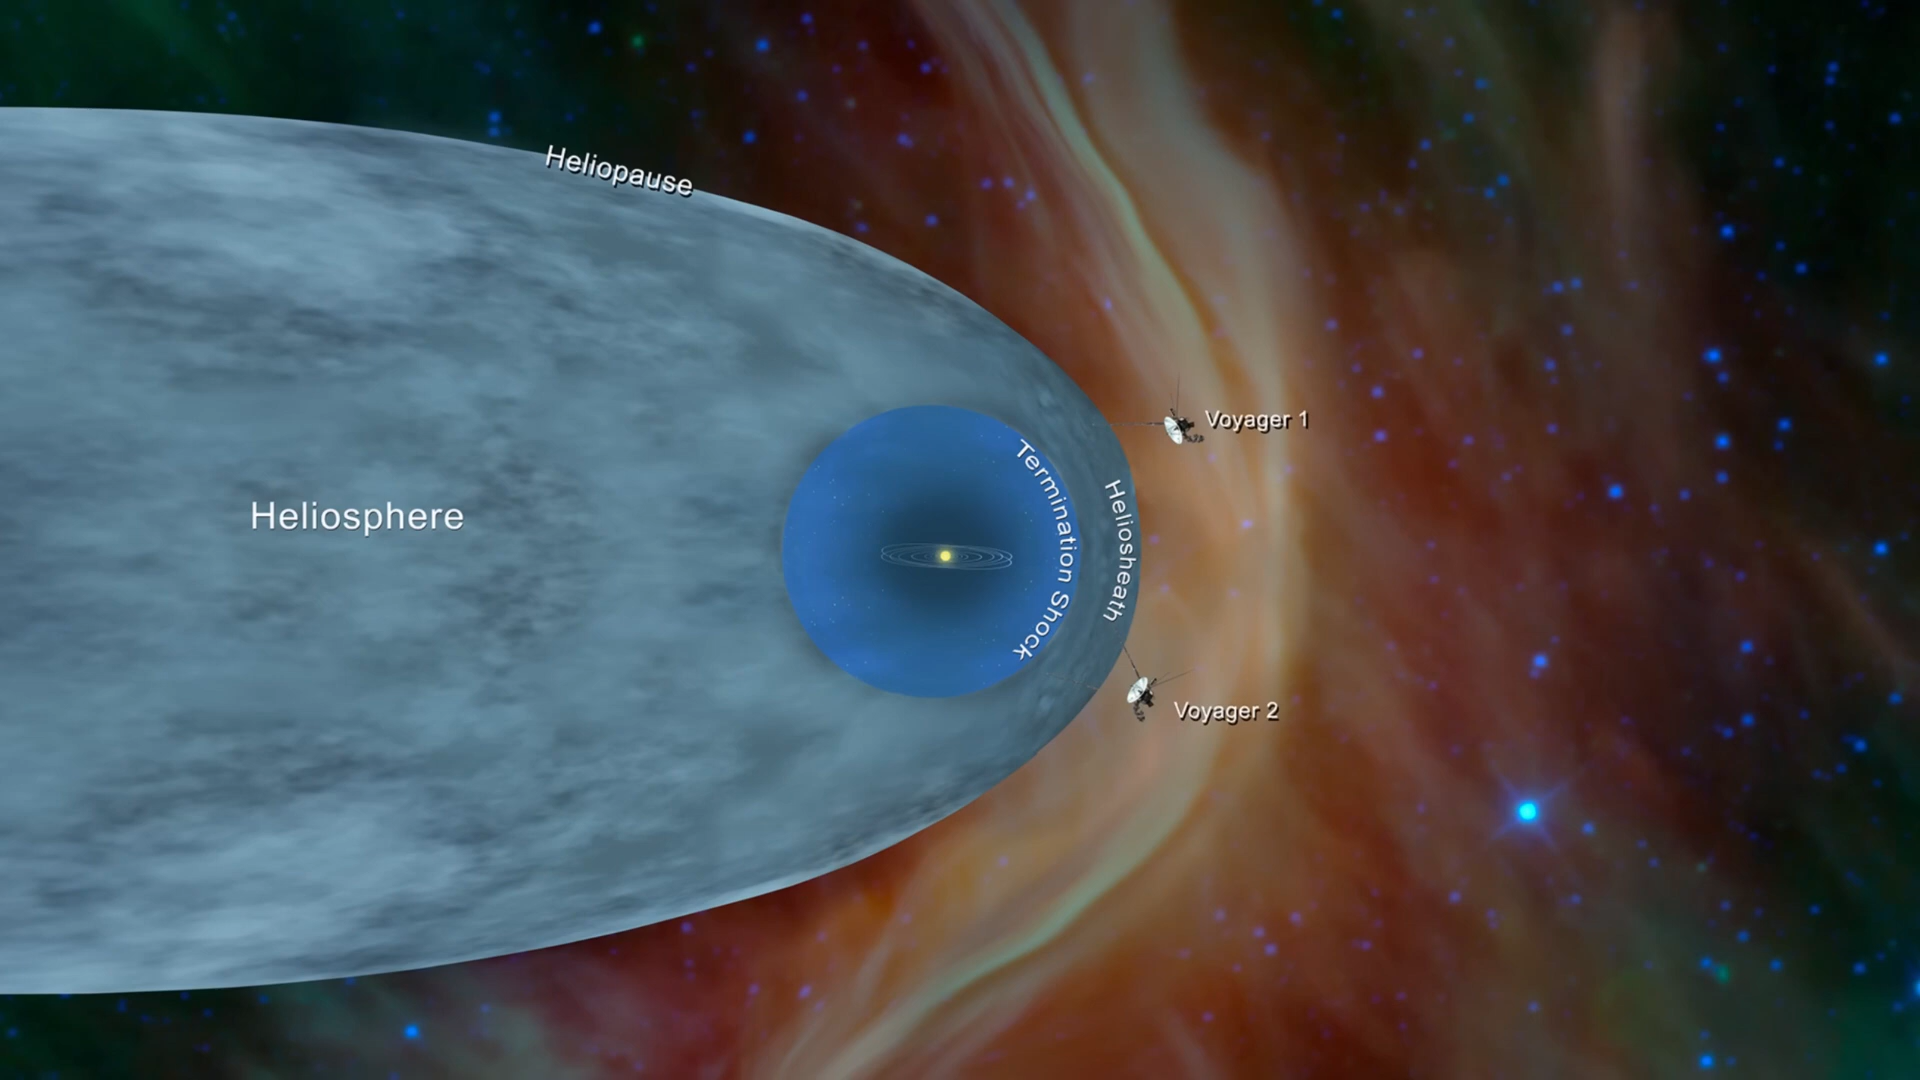 Heliopause
Voyager 1
Termination Shock
Heliosheath
Heliosphere
Voyager 2